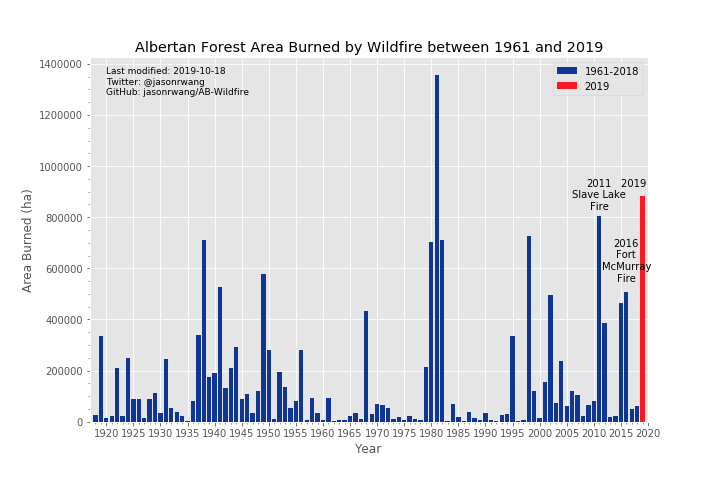 Albertan Forest Area Burned by Wildfire between 1961 and 2019
1400000
1200000
1000000
800000
600000
400000
200000
0
Area Burned (ha)
Last modified: 2019-10-18
Twitter: @jasonrwang
GitHub: jasonrwang/AB-Wildfire
1961-2018
2019
2011
Slave Lake
Fire
2019
2016
Fort
McMurray
Fire
1920 1925 1930 1935 1940 1945 1950 1955 1960 1965 1970 1975 1980 1985 1990 1995 2000 2005 2010 2015 2020
Year